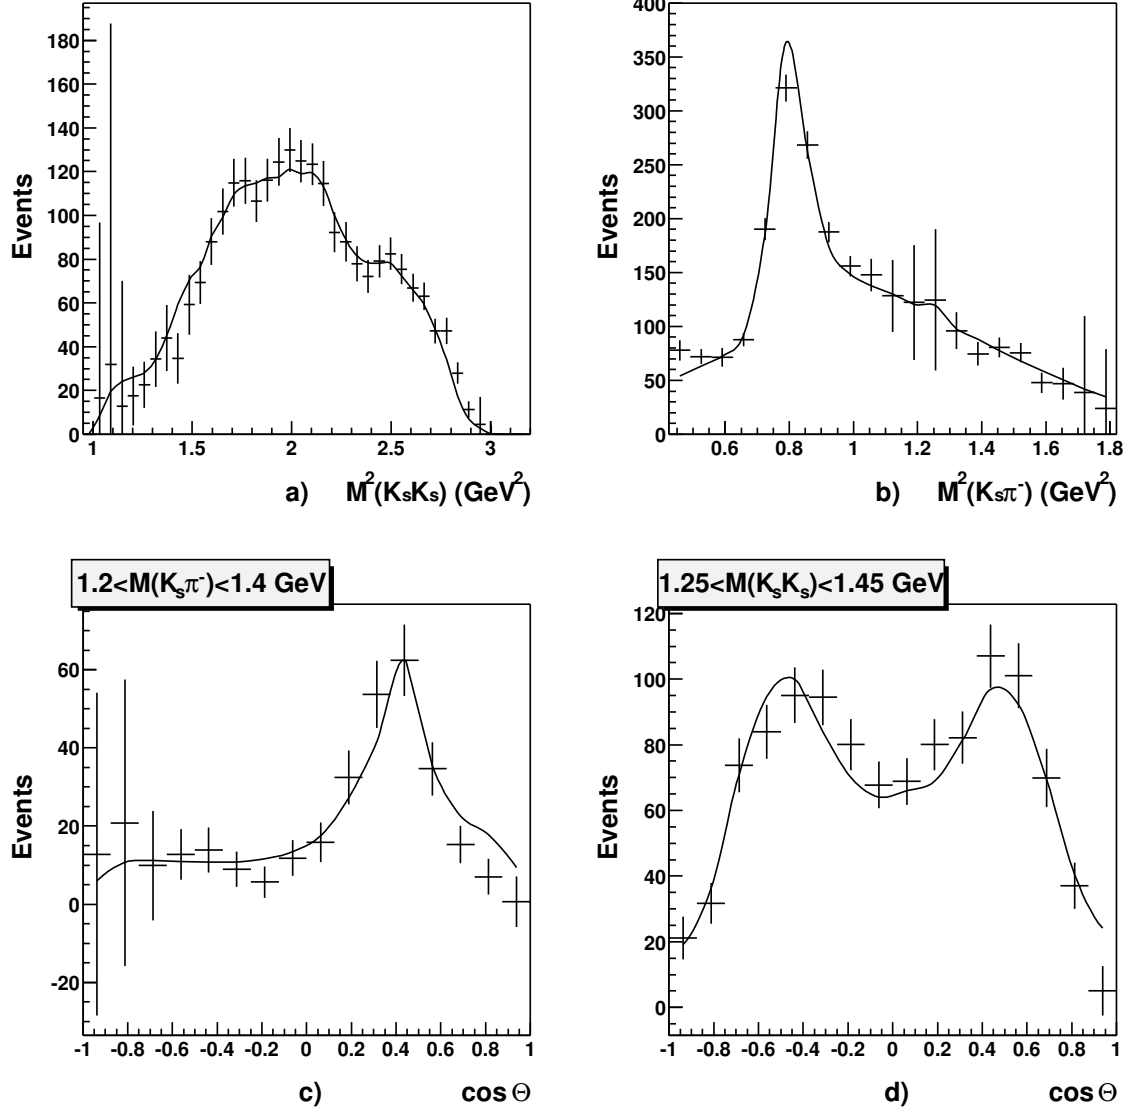 180
160
140
120
100
80
60
40
20
0
Events
1 1.5 2 2.5 3
a) M²(KsKs) (GeV²)
400
350
300
250
200
150
100
50
0
Events
0.6 0.8 1 1.2 1.4 1.6 1.8
b) M²(Ksπ⁻) (GeV²)
1.2<M(Ksπ⁻)<1.4 GeV
60
40
20
0
-20
Events
-1 -0.8 -0.6 -0.4 -0.2 0 0.2 0.4 0.6 0.8 1
c) cos Θ
1.25<M(KsKs)<1.45 GeV
120
100
80
60
40
20
0
Events
-1 -0.8 -0.6 -0.4 -0.2 0 0.2 0.4 0.6 0.8 1
d) cos Θ